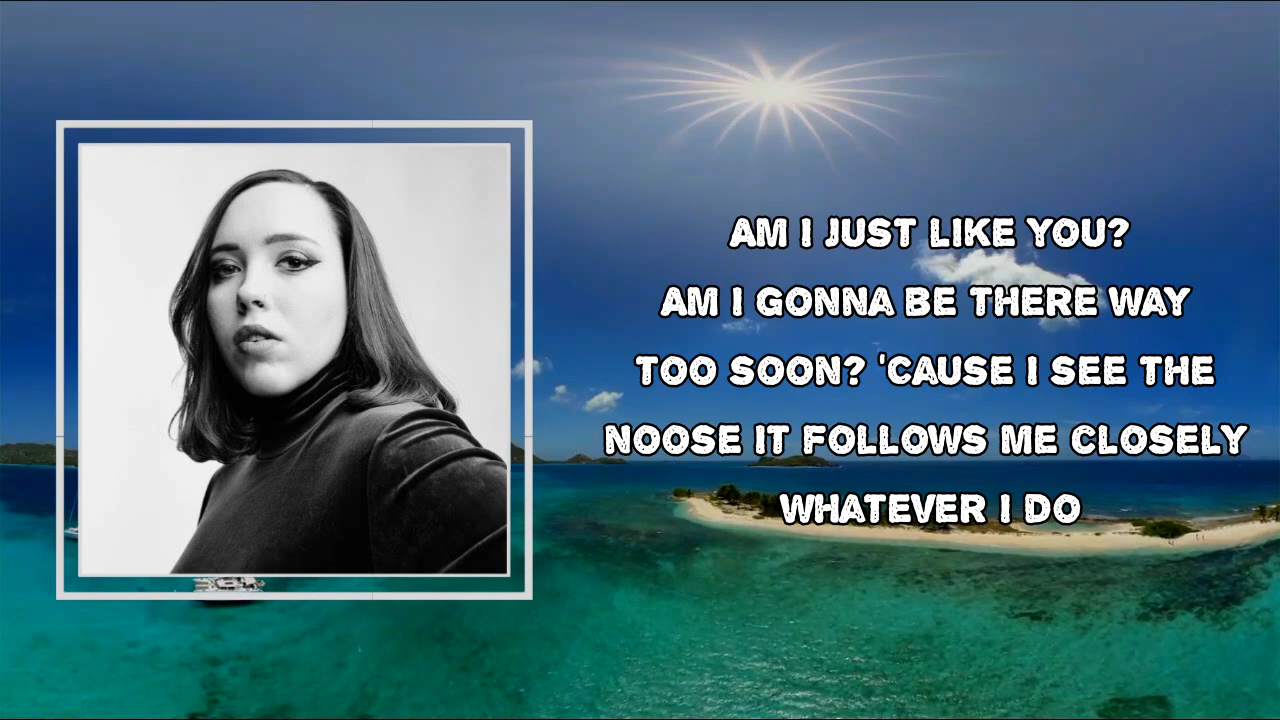 AM I JUST LIKE YOU?
AM I GONNA BE THERE WAY
TOO SOON? 'CAUSE I SEE THE
NOOSE IT FOLLOWS ME CLOSELY
WHATEVER I DO